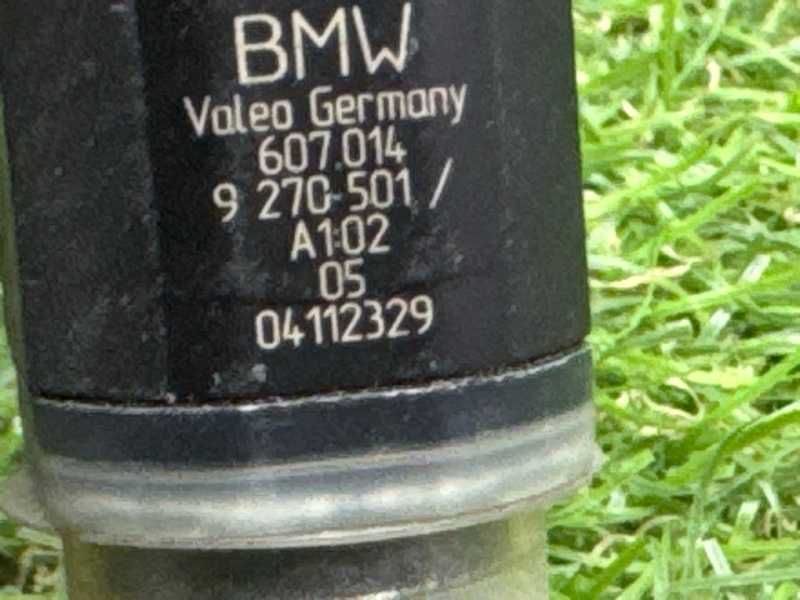 BMW
Valeo Germany
607.014
9 270 501 /
A1:02
05
04112329